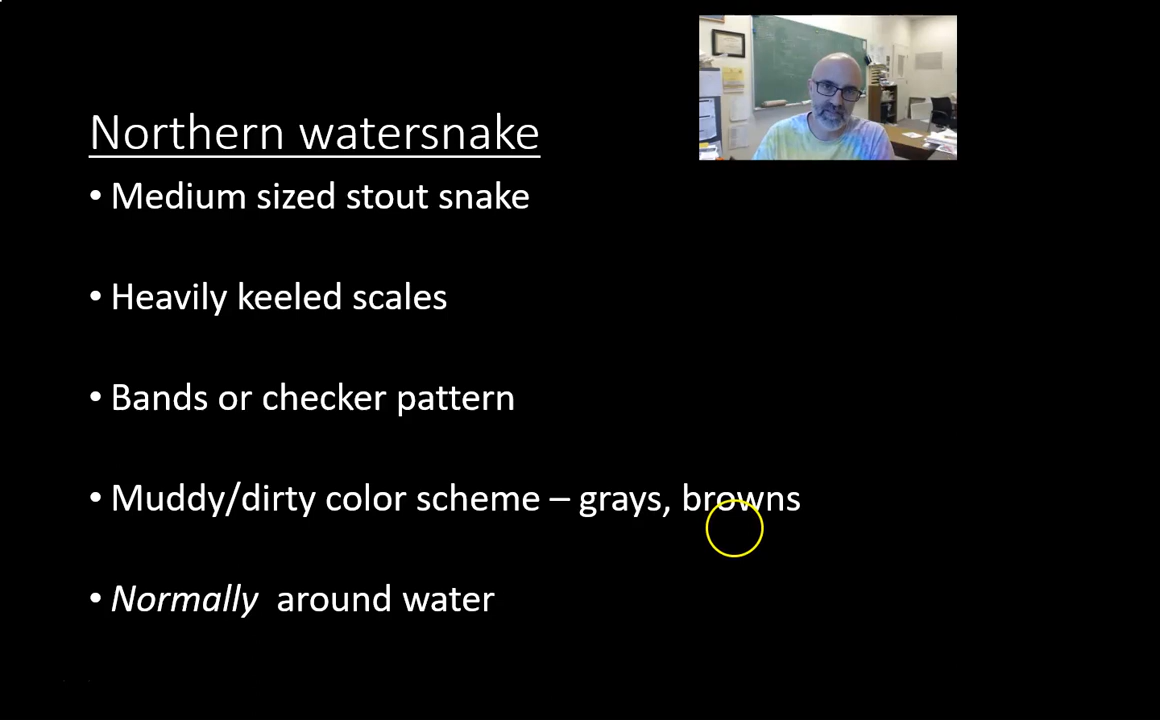 Northern watersnake
• Medium sized stout snake
• Heavily keeled scales
• Bands or checker pattern
• Muddy/dirty color scheme – grays, browns
• Normally around water